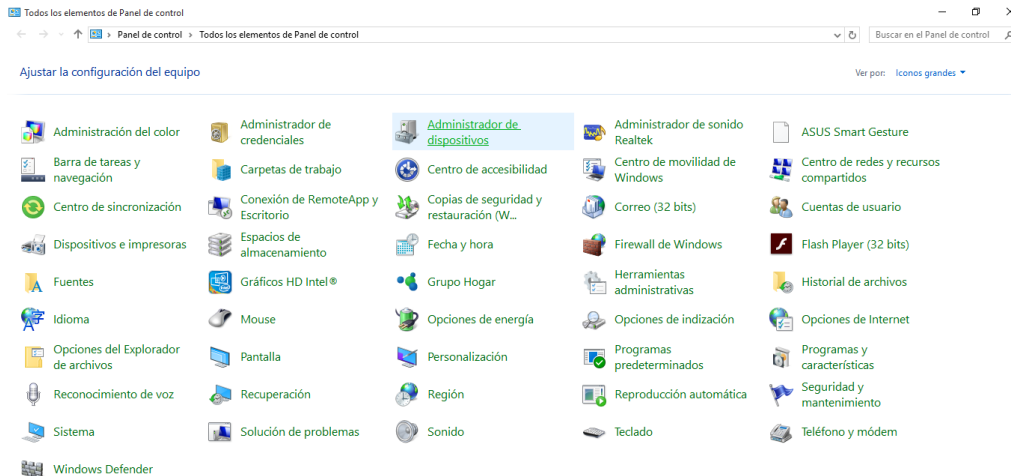 Todos los elementos de Panel de control
Panel de control > Todos los elementos de Panel de control
Buscar en el Panel de control
Ajustar la configuración del equipo
Ver por: Iconos grandes
Administración del color
Administrador de
credenciales
Administrador de
dispositivos
Administrador de sonido
Realtek
ASUS Smart Gesture
Barra de tareas y
navegación
Carpetas de trabajo
Centro de accesibilidad
Centro de movilidad de
Windows
Centro de redes y recursos
compartidos
Centro de sincronización
Conexión de RemoteApp y
Escritorio
Copias de seguridad y
restauración (W...
Correo (32 bits)
Cuentas de usuario
Dispositivos e impresoras
Espacios de
almacenamiento
Fecha y hora
Firewall de Windows
Flash Player (32 bits)
Fuentes
Gráficos HD Intel®
Grupo Hogar
Herramientas
administrativas
Historial de archivos
Idioma
Mouse
Opciones de energía
Opciones de indización
Opciones de Internet
Opciones del Explorador
de archivos
Pantalla
Personalización
Programas
predeterminados
Programas y
características
Reconocimiento de voz
Recuperación
Región
Reproducción automática
Seguridad y
mantenimiento
Sistema
Solución de problemas
Sonido
Teclado
Teléfono y módem
Windows Defender